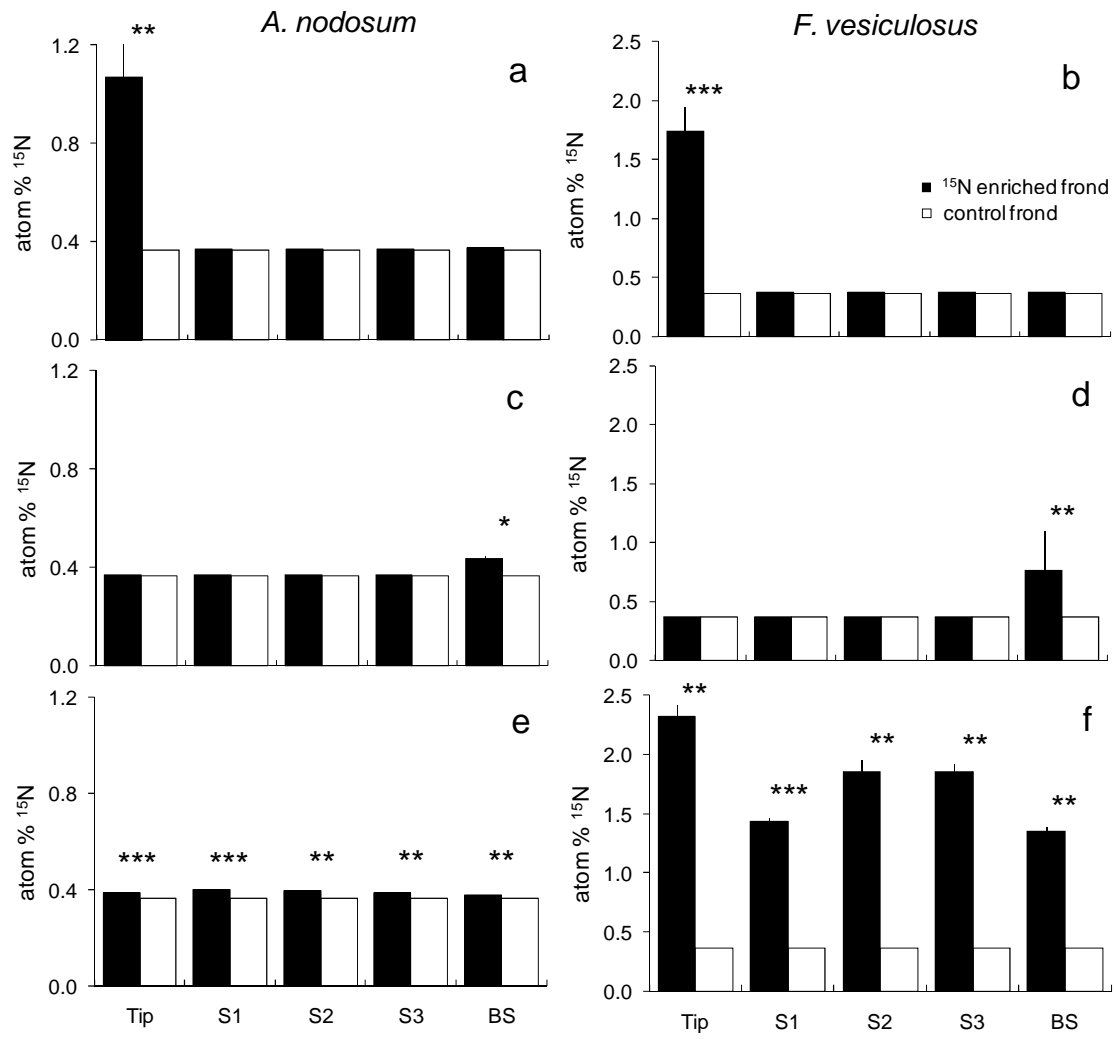 A. nodosum
F. vesiculosus
a
**
atom % ¹⁵N
1.2
0.8
0.4
0.0
b
***
atom % ¹⁵N
2.5
2.0
1.5
1.0
0.5
0.0
¹⁵N enriched frond
control frond
c
*
atom % ¹⁵N
1.2
0.8
0.4
0.0
d
**
atom % ¹⁵N
2.5
2.0
1.5
1.0
0.5
0.0
e
*** *** ** ** **
atom % ¹⁵N
1.2
0.8
0.4
0.0
Tip S1 S2 S3 BS
f
** *** ** ** **
atom % ¹⁵N
2.5
2.0
1.5
1.0
0.5
0.0
Tip S1 S2 S3 BS